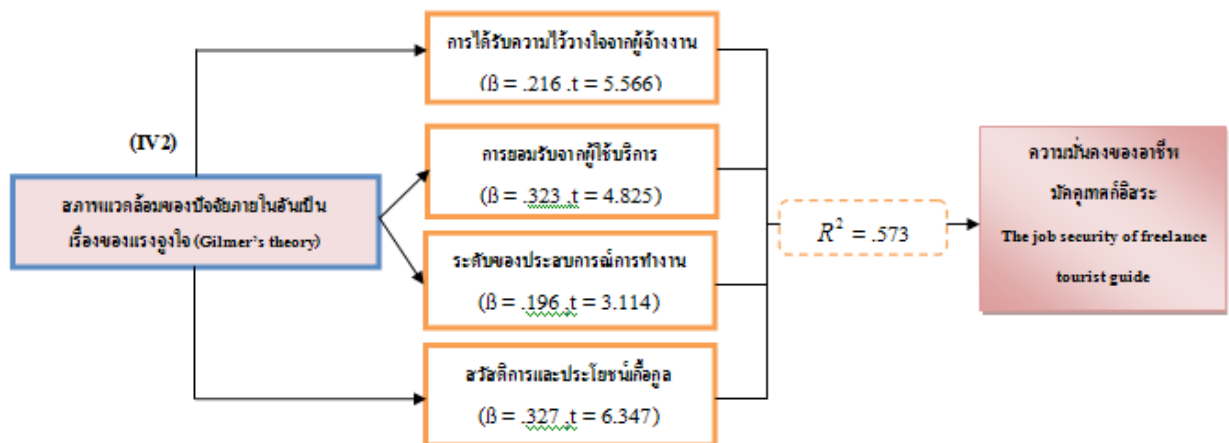 (IV2)
สภาพแวดล้อมของปัจจัยภายในอันเป็น
เรื่องของแรงจูงใจ (Gilmer’s theory)
การได้รับความไว้วางใจจากผู้จ้างงาน
(ß = .216 ,t = 5.566)
การยอมรับจากผู้ใช้บริการ
(ß = .323 ,t = 4.825)
ระดับของประสบการณ์การทำงาน
(ß = .196 ,t = 3.114)
สวัสดิการและประโยชน์เกื้อกูล
(ß = .327 ,t = 6.347)
R² = .573
ความมั่นคงของอาชีพ
มัคคุเทศก์อิสระ
The job security of freelance
tourist guide